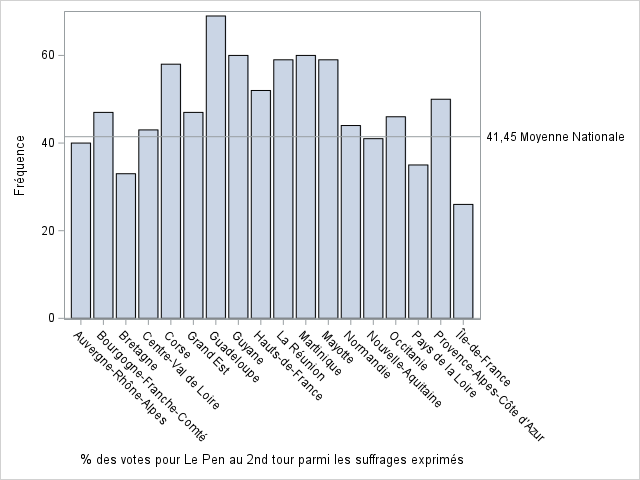 60
40
20
0
Fréquence
41,45 Moyenne Nationale
Auvergne-Rhône-Alpes
Bourgogne-Franche-Comté
Bretagne
Centre-Val de Loire
Corse
Grand Est
Guadeloupe
Guyane
Hauts-de-France
La Réunion
Martinique
Mayotte
Normandie
Nouvelle-Aquitaine
Occitanie
Pays de la Loire
Provence-Alpes-Côte d'Azur
Île-de-France
% des votes pour Le Pen au 2nd tour parmi les suffrages exprimés